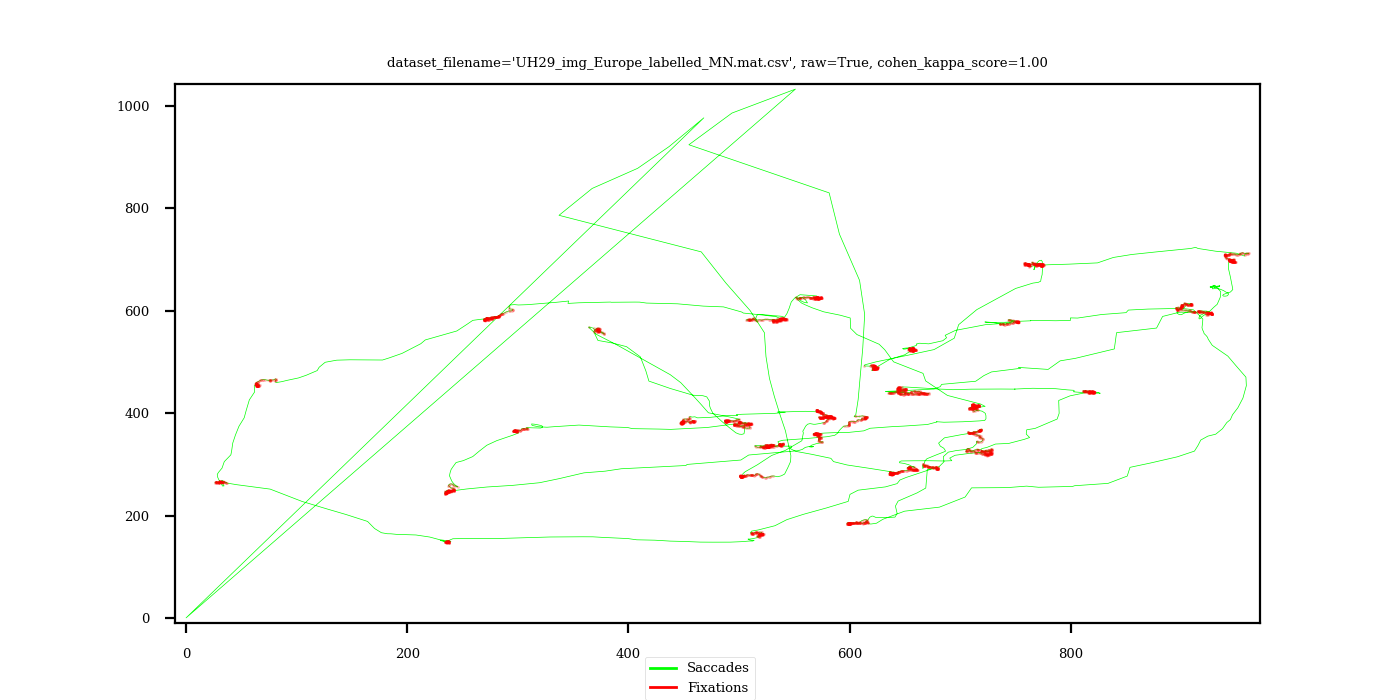 dataset_filename='UH29_img_Europe_labelled_MN.mat.csv', raw=True, cohen_kappa_score=1.00
1000
800
600
400
200
0
0 200 400 600 800
Saccades
Fixations